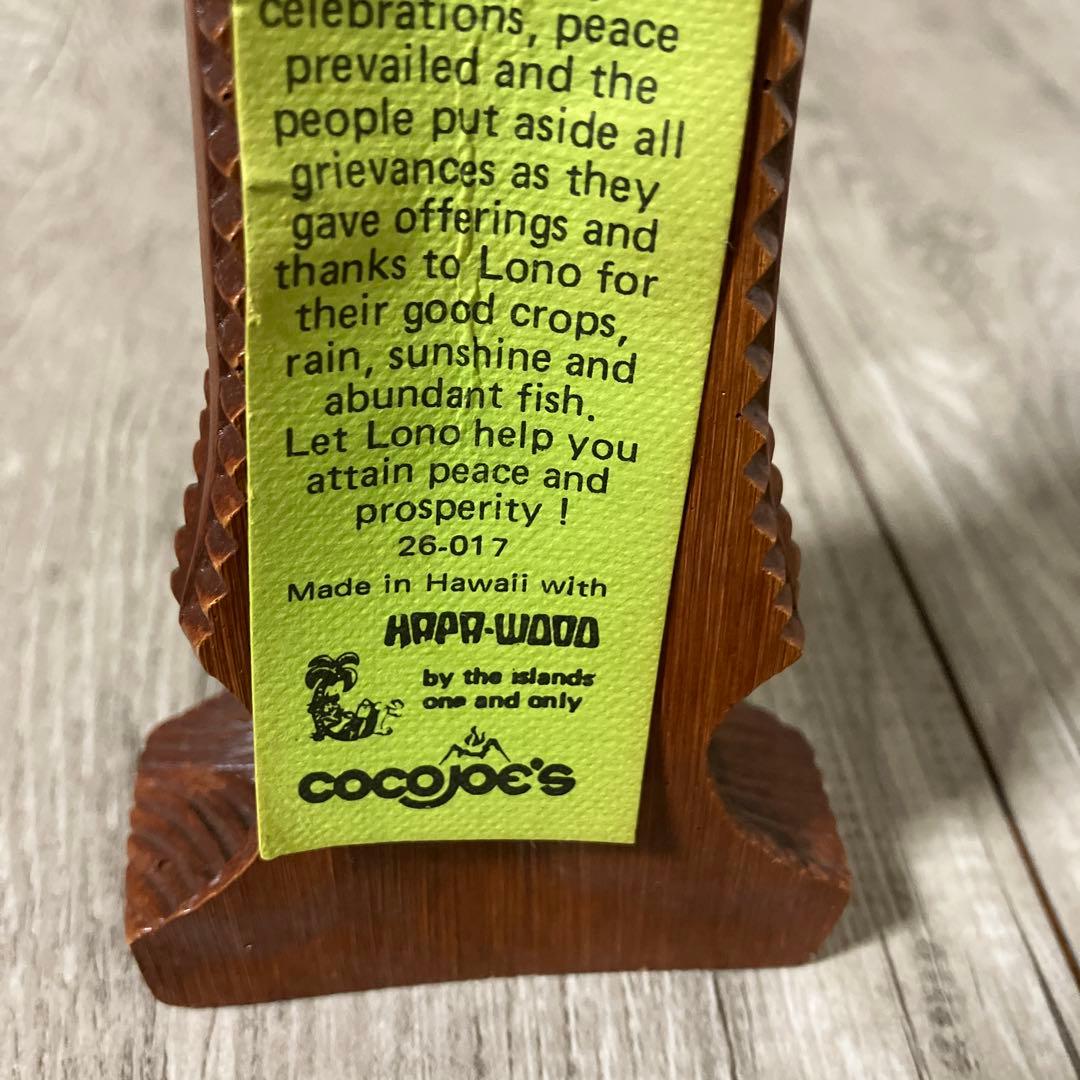 celebrations, peace
prevailed and the
people put aside all
grievances as they
gave offerings and
thanks to Lono for
their good crops,
rain, sunshine and
abundant fish.
Let Lono help you
attain peace and
prosperity !
26-017
Made in Hawaii with
HAPA-WOOD
by the islands
one and only
COCO JOE'S